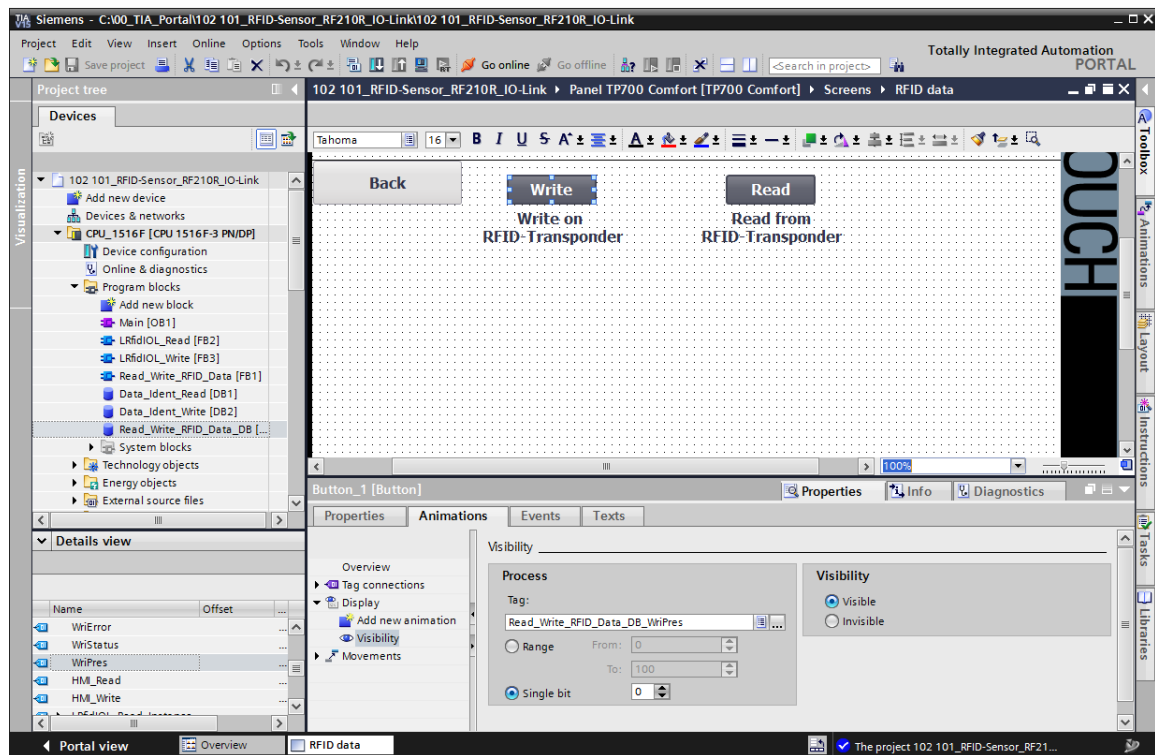 Siemens - C:\00_TIA_Portal\102 101_RFID-Sensor_RF210R_IO-Link\102 101_RFID-Sensor_RF210R_IO-Link
Project Edit View Insert Online Options Tools Window Help
Totally Integrated Automation
PORTAL
Save project Go online Go offline <Search in project>
Project tree
102 101_RFID-Sensor_RF210R_IO-Link Panel TP700 Comfort [TP700 Comfort] Screens RFID data
Devices
Tahoma 16 B I U S A A
Visualization
102 101_RFID-Sensor_RF210R_IO-Link
Add new device
Devices & networks
CPU_1516F [CPU 1516F-3 PN/DP]
Device configuration
Online & diagnostics
Program blocks
Add new block
Main [OB1]
LRfidIOL_Read [FB2]
LRfidIOL_Write [FB3]
Read_Write_RFID_Data [FB1]
Data_Ident_Read [DB1]
Data_Ident_Write [DB2]
Read_Write_RFID_Data_DB [...
System blocks
Technology objects
Energy objects
External source files
Back
Write
Write on
RFID-Transponder
Read
Read from
RFID-Transponder
OUCH
100%
Toolbox
Animations
Layout
Instructions
Tasks
Libraries
Details view
Name Offset ...
WriError ...
WriStatus ...
WriPres ...
HMI_Read ...
HMI_Write ...
Button_1 [Button]
Properties Info Diagnostics
Properties Animations Events Texts
Overview
Tag connections
Display
Add new animation
Visibility
Movements
Visibility
Process
Tag:
Read_Write_RFID_Data_DB_WriPres ...
Range From: 0
To: 100
Single bit 0
Visibility
Visible
Invisible
Portal view Overview RFID data The project 102 101_RFID-Sensor_RF21...